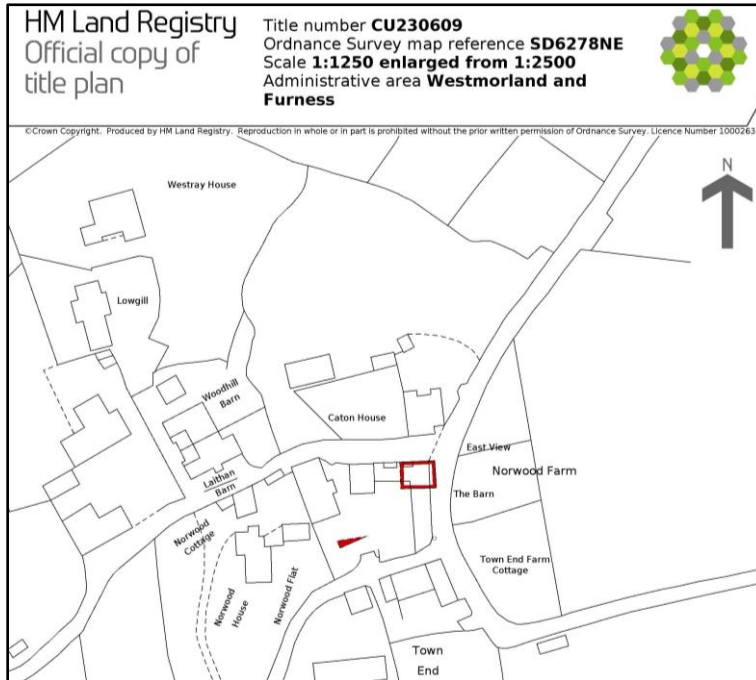 HM Land Registry
Official copy of
title plan
Title number CU230609
Ordnance Survey map reference SD6278NE
Scale 1:1250 enlarged from 1:2500
Administrative area Westmorland and
Furness
©Crown Copyright. Produced by HM Land Registry. Reproduction in whole or in part is prohibited without the prior written permission of Ordnance Survey. Licence Number 1000263
N
Westray House
Lowgill
Woodhill
Barn
Caton House
East View
Norwood Farm
Laithan
Barn
The Barn
Norwood
Cottage
Town End Farm
Cottage
Norwood
House
Norwood Flat
Town
End